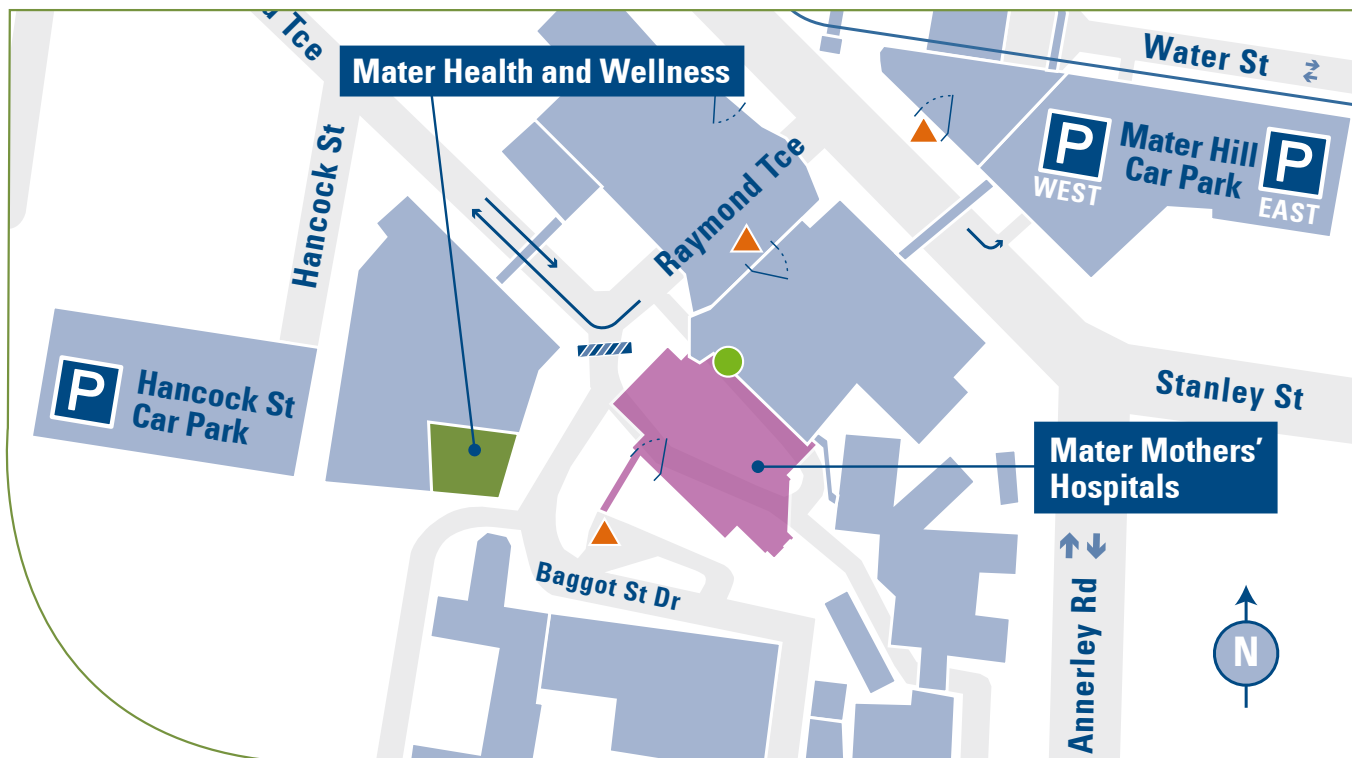 d Tce
Mater Health and Wellness
Water St
Hancock St
Raymond Tce
P
WEST
Mater Hill
Car Park
P
EAST
P
Hancock St
Car Park
Stanley St
Mater Mothers’
Hospitals
Baggot St Dr
Annerley Rd
N